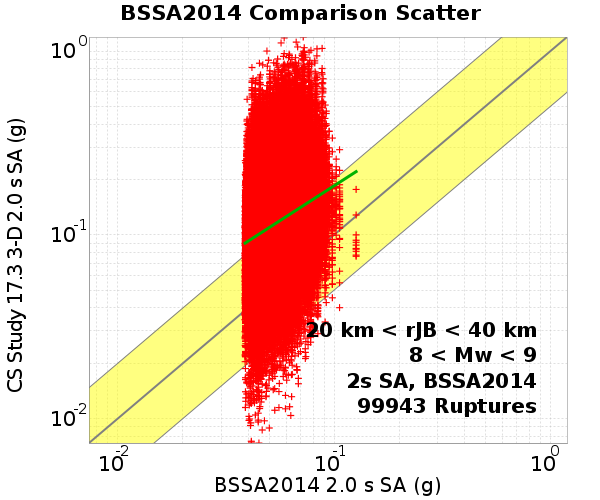 BSSA2014 Comparison Scatter
CS Study 17.3 3-D 2.0 s SA (g)
10^0
10^-1
10^-2
20 km < rJB < 40 km
8 < Mw < 9
2s SA, BSSA2014
99943 Ruptures
10^-2 10^-1 10^0
BSSA2014 2.0 s SA (g)